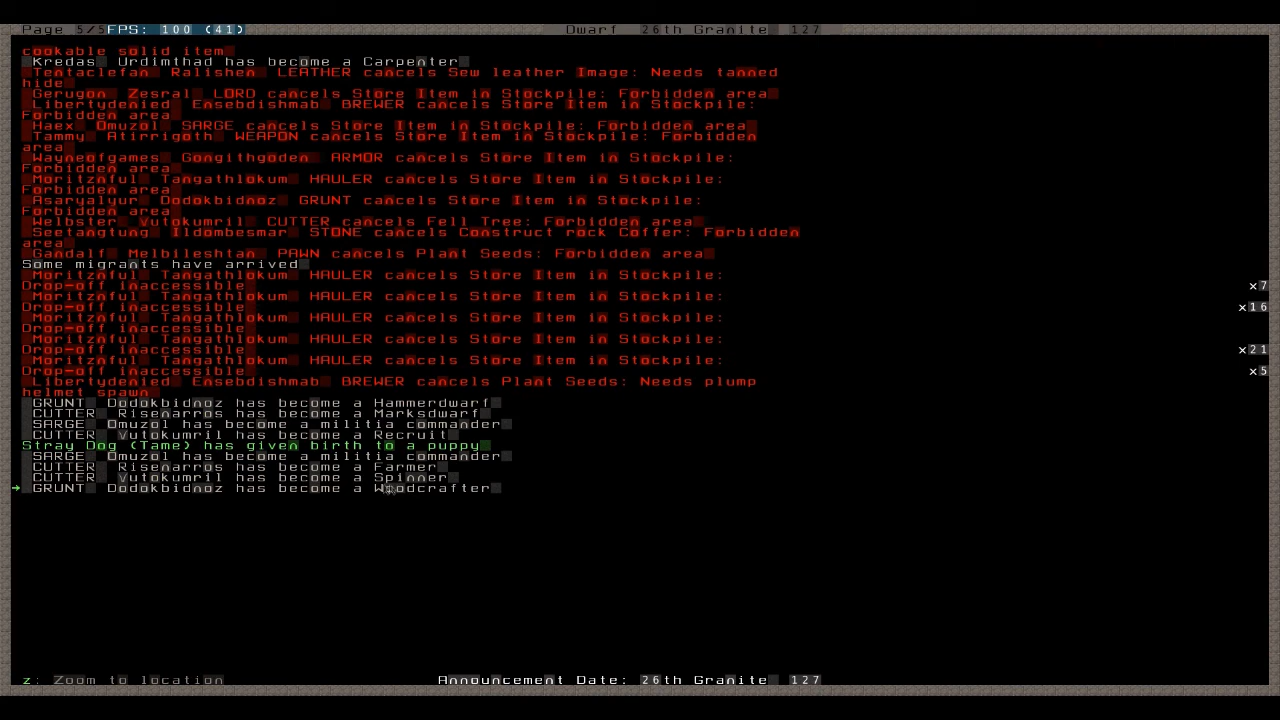 Page 5/5 FPS: 100 (41) Dwarf 26th Granite 127
cookable solid item
Kredas Urdimthad has become a Carpenter
Tentaclefan Ralishen LEATHER cancels Sew leather Image: Needs tanned
hide
Gerugon Zesral LORD cancels Store Item in Stockpile: Forbidden area
Libertydenied Ensebdishmab BREWER cancels Store Item in Stockpile:
Forbidden area
Haex Omuzol SARGE cancels Store Item in Stockpile: Forbidden area
Tammy Atirrigoth WEAPON cancels Store Item in Stockpile: Forbidden
area
Wayneofgames Gongithgoden ARMOR cancels Store Item in Stockpile:
Forbidden area
Moritznful Tangathlokum HAULER cancels Store Item in Stockpile:
Forbidden area
Asaryalyur Dodokbidnoz GRUNT cancels Store Item in Stockpile:
Forbidden area
Welbster Vutokumril CUTTER cancels Fell Tree: Forbidden area
Seetangtung Ildombesmar STONE cancels Construct rock Coffer: Forbidden
area
Gandalf Melbileshtan PAWN cancels Plant Seeds: Forbidden area
Some migrants have arrived
Moritznful Tangathlokum HAULER cancels Store Item in Stockpile:
Drop-off inaccessible x7
Moritznful Tangathlokum HAULER cancels Store Item in Stockpile:
Drop-off inaccessible x16
Moritznful Tangathlokum HAULER cancels Store Item in Stockpile:
Drop-off inaccessible
Moritznful Tangathlokum HAULER cancels Store Item in Stockpile:
Drop-off inaccessible x21
Moritznful Tangathlokum HAULER cancels Store Item in Stockpile:
Drop-off inaccessible x5
Libertydenied Ensebdishmab BREWER cancels Plant Seeds: Needs plump
helmet spawn
GRUNT Dodokbidnoz has become a Hammerdwarf
CUTTER Risenarros has become a Marksdwarf
SARGE Omuzol has become a militia commander
CUTTER Vutokumril has become a Recruit
Stray Dog (Tame) has given birth to a puppy
SARGE Omuzol has become a militia commander
CUTTER Risenarros has become a Farmer
CUTTER Vutokumril has become a Spinner
GRUNT Dodokbidnoz has become a Woodcrafter
z: Zoom to location Announcement Date: 26th Granite 127